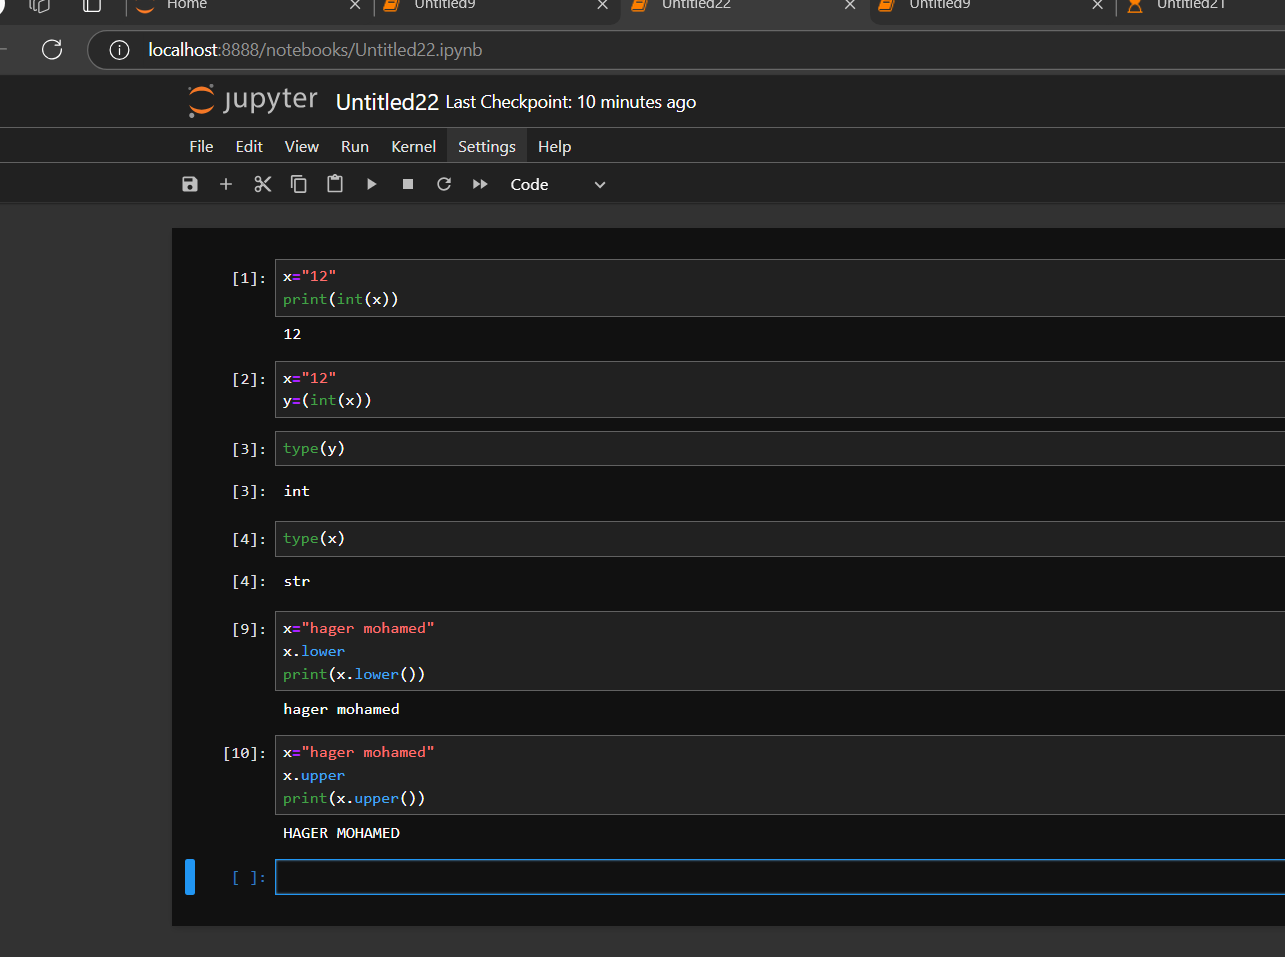 Home Untitled9 Untitled22 Untitled9 Untitled21
localhost:8888/notebooks/Untitled22.ipynb
jupyter Untitled22 Last Checkpoint: 10 minutes ago
File Edit View Run Kernel Settings Help
Code
[1]: x="12"
print(int(x))
12
[2]: x="12"
y=(int(x))
[3]: type(y)
[3]: int
[4]: type(x)
[4]: str
[9]: x="hager mohamed"
x.lower
print(x.lower())
hager mohamed
[10]: x="hager mohamed"
x.upper
print(x.upper())
HAGER MOHAMED
[ ]: